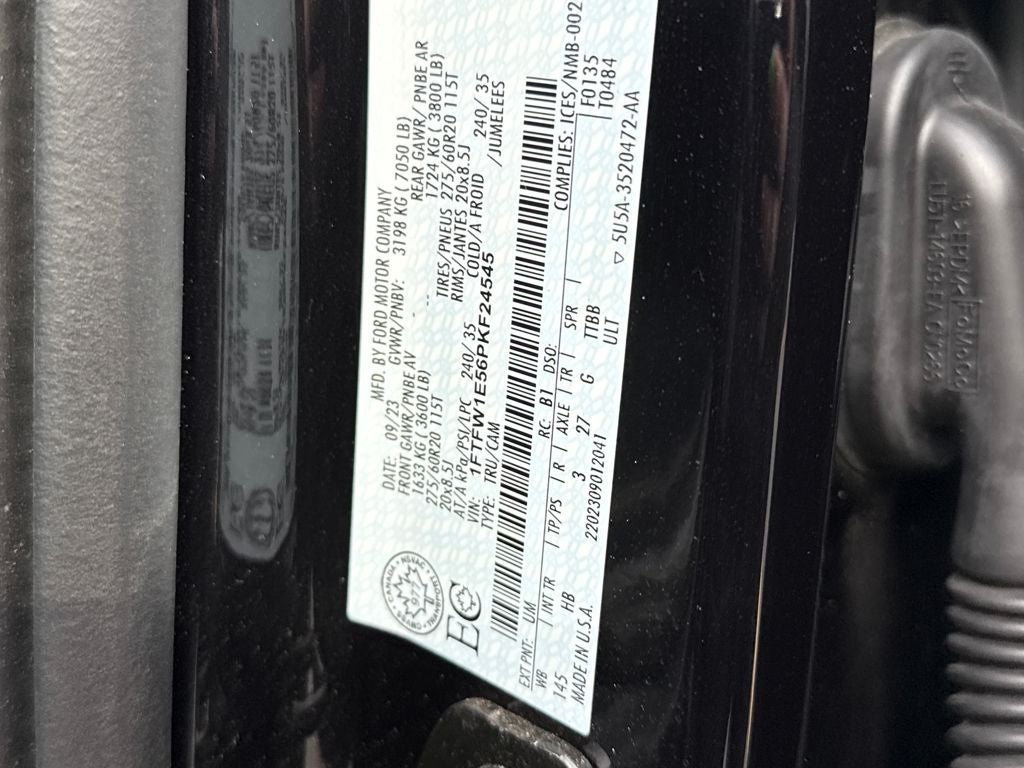 DATE: 09/23 MFD. BY FORD MOTOR COMPANY
GVWR/PNBV: 3198 KG ( 7050 LB)
FRONT GAWR/PNBE AV REAR GAWR/ PNBE AR
1633 KG ( 3600 LB) 1724 KG ( 3800 LB)
275/60R20 115T TIRES/PNEUS 275/60R20 115T
20x8.5J RIMS/JANTES 20x8.5J
AT/A kPa/PSI/LPC 240/ 35 COLD/A FROID 240/ 35
VIN: 1FTFW1E56PKF24545 /JUMELEES
TYPE: TRU/CAM
CANADA
977
EC
EXT PNT: UM RC: B1 DSO: COMPLIES: 4CES/NMB-002
WB | INT TR | TP/PS | R | AXLE | TR | SPR | F0135
145 HB 3 27 G TTBB T0484
MADE IN U.S.A. 2202309012041 ULT
▽ 5U5A-3520472-AA